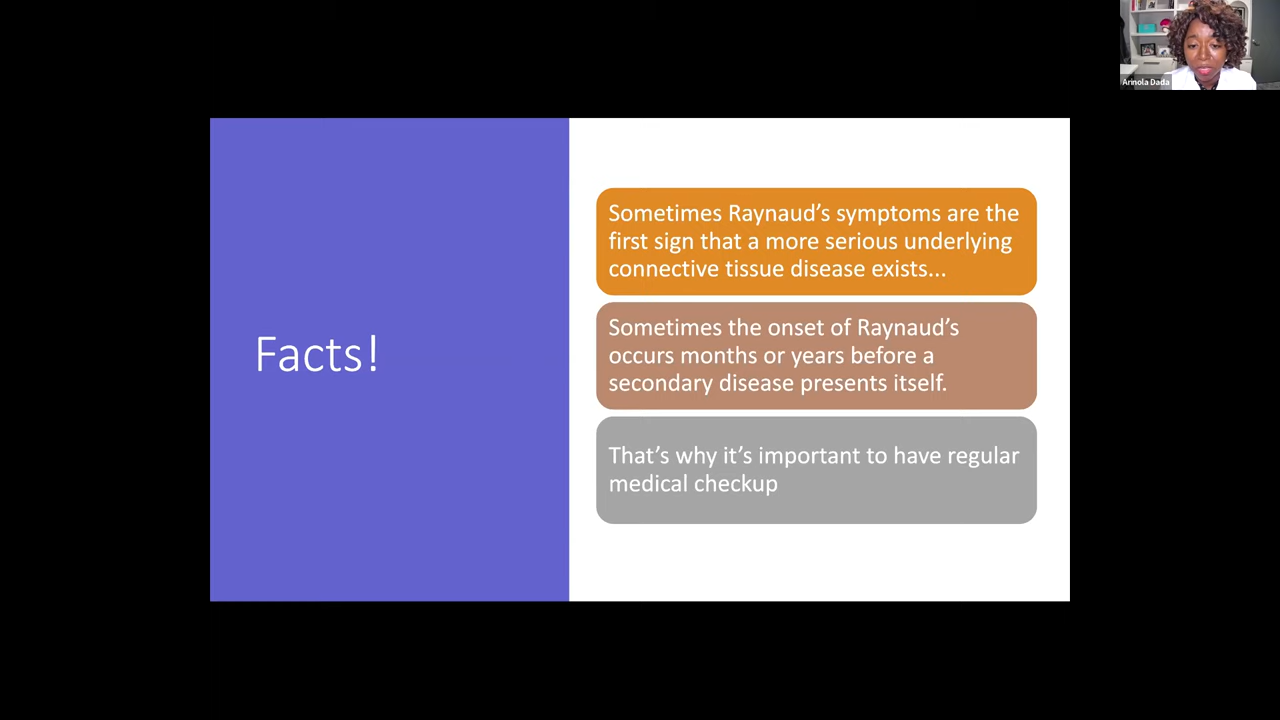 Arinola Dada
Facts!
Sometimes Raynaud’s symptoms are the
first sign that a more serious underlying
connective tissue disease exists...
Sometimes the onset of Raynaud’s
occurs months or years before a
secondary disease presents itself.
That’s why it’s important to have regular
medical checkup